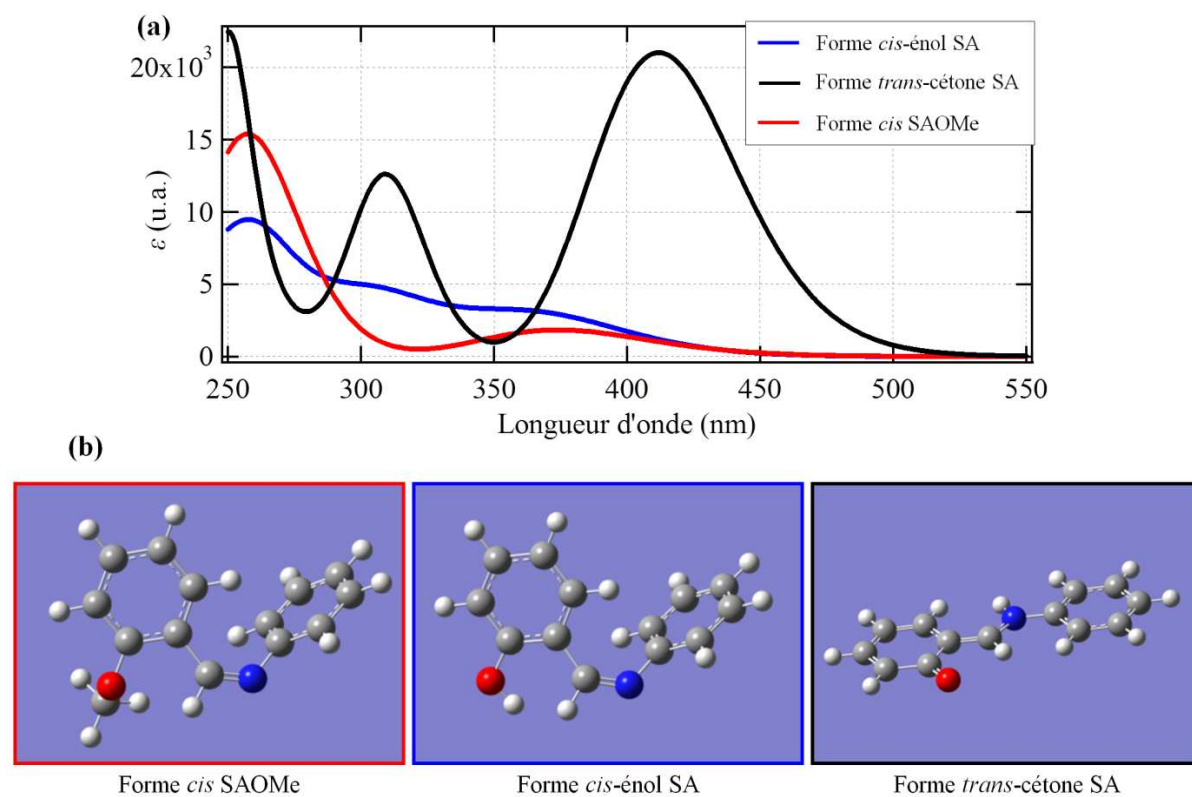 (a)
Forme cis-énol SA
Forme trans-cétone SA
Forme cis SAOMe
20x10³
15
10
5
0
ε (u.a.)
250
300
350
400
450
500
550
Longueur d'onde (nm)
(b)
Forme cis SAOMe
Forme cis-énol SA
Forme trans-cétone SA